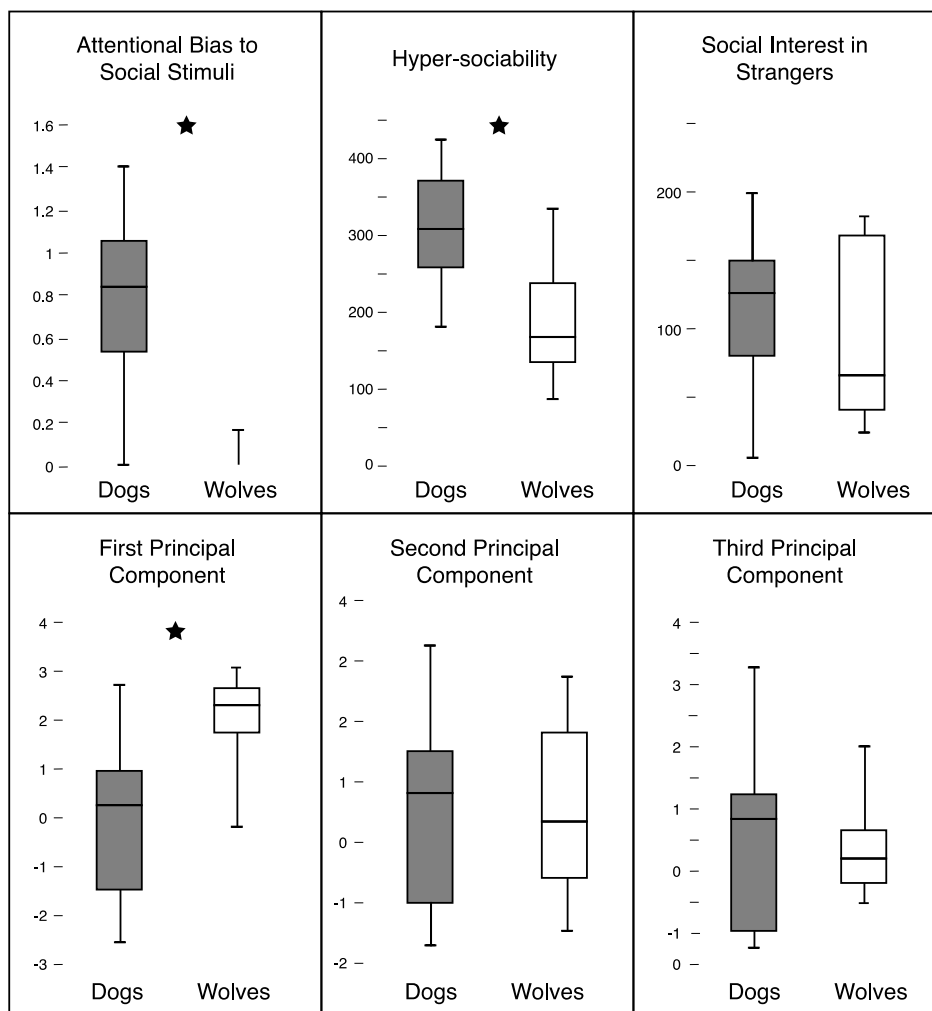 Attentional Bias to
Social Stimuli
1.6
1.4
1.2
1
0.8
0.6
0.4
0.2
0
Dogs Wolves
Hyper-sociability
400
300
200
100
0
Dogs Wolves
Social Interest in
Strangers
200
100
0
Dogs Wolves
First Principal
Component
4
3
2
1
0
-1
-2
-3
Dogs Wolves
Second Principal
Component
4
2
2
1
0
-1
-2
Dogs Wolves
Third Principal
Component
4
3
2
1
0
-1
0
Dogs Wolves